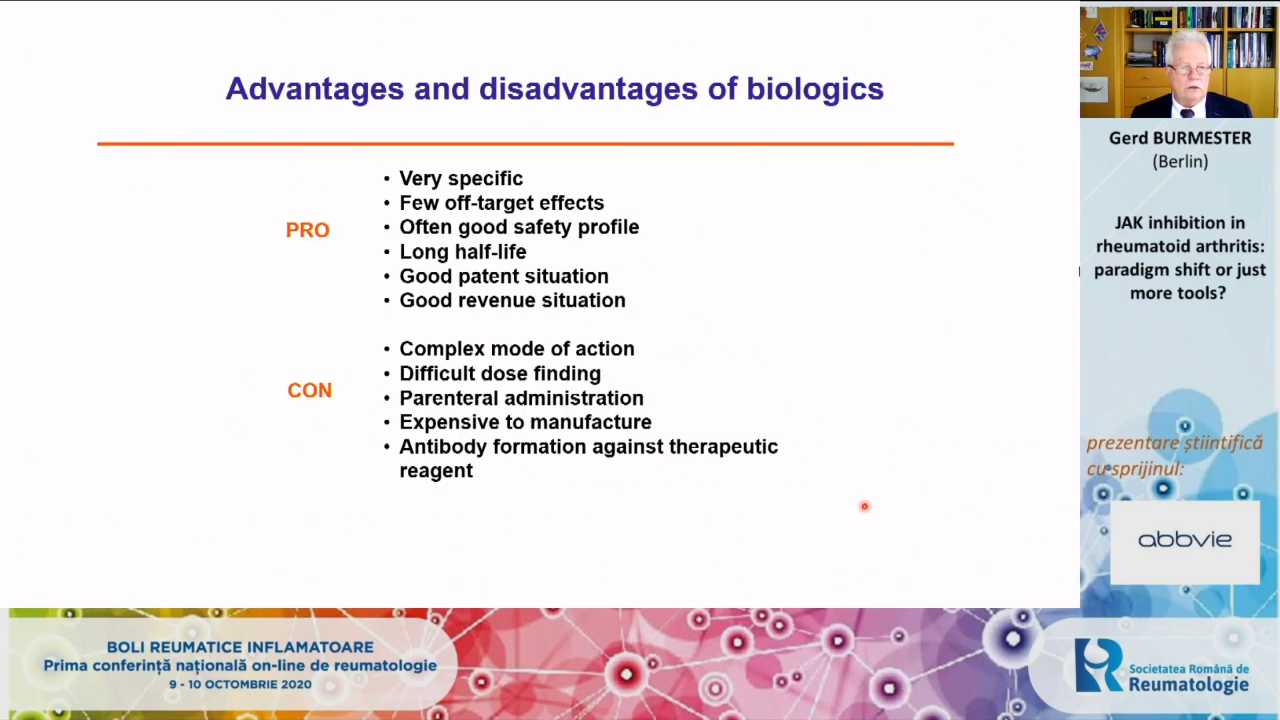 Advantages and disadvantages of biologics
PRO
• Very specific
• Few off-target effects
• Often good safety profile
• Long half-life
• Good patent situation
• Good revenue situation
CON
• Complex mode of action
• Difficult dose finding
• Parenteral administration
• Expensive to manufacture
• Antibody formation against therapeutic
reagent
Gerd BURMESTER
(Berlin)
JAK inhibition in
rheumatoid arthritis:
paradigm shift or just
more tools?
prezentare științifică
cu sprijinul:
abbvie
BOLI REUMATICE INFLAMATOARE
Prima conferință națională on-line de reumatologie
9 - 10 OCTOMBRIE 2020
Societatea Română de
Reumatologie